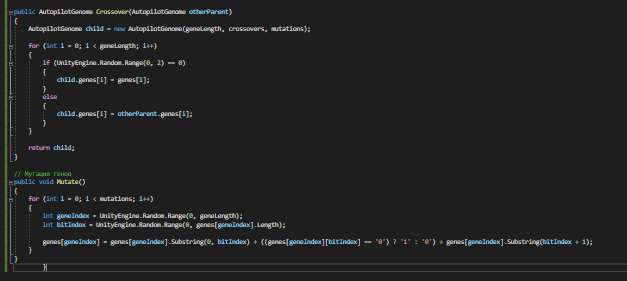 public AutopilotGenome Crossover(AutopilotGenome otherParent)
{
AutopilotGenome child = new AutopilotGenome(geneLength, crossovers, mutations);
for (int i = 0; i < geneLength; i++)
{
if (UnityEngine.Random.Range(0, 2) == 0)
{
child.genes[i] = genes[i];
}
else
{
child.genes[i] = otherParent.genes[i];
}
}
return child;
}
// Мутация генов
public void Mutate()
{
for (int i = 0; i < mutations; i++)
{
int geneIndex = UnityEngine.Random.Range(0, geneLength);
int bitIndex = UnityEngine.Random.Range(0, genes[geneIndex].Length);
genes[geneIndex] = genes[geneIndex].Substring(0, bitIndex) + ((genes[geneIndex][bitIndex] == '0') ? '1' : '0') + genes[geneIndex].Substring(bitIndex + 1);
}
}
}